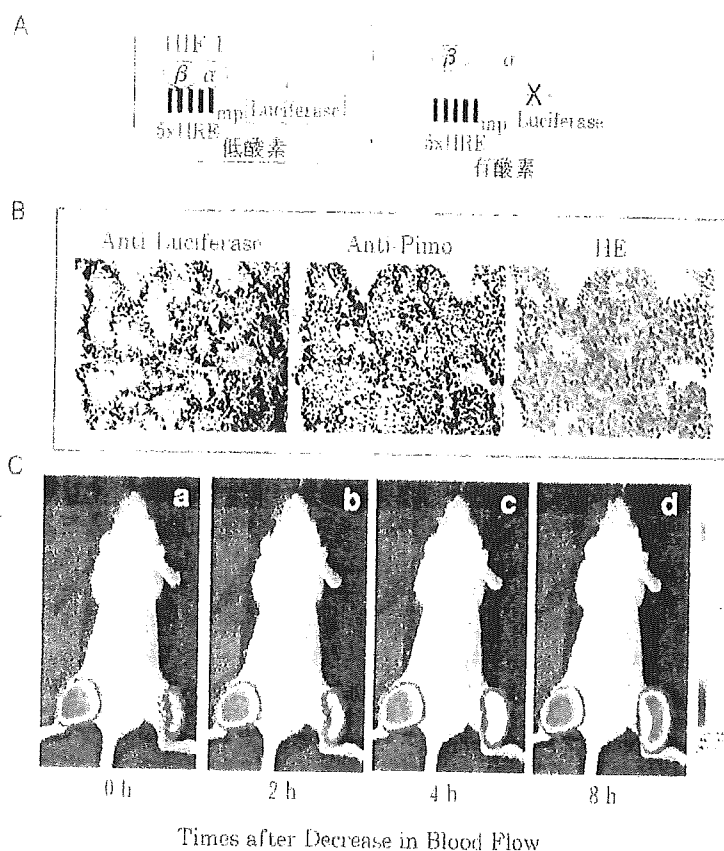 A
HIF 1
β α
5xHRE mp Luciferase
低酸素
β α
5xHRE mp Luciferase
有酸素
B
Anti Luciferase Anti-Pimo HE
C
a b c d
0 h 2 h 4 h 8 h
Times after Decrease in Blood Flow